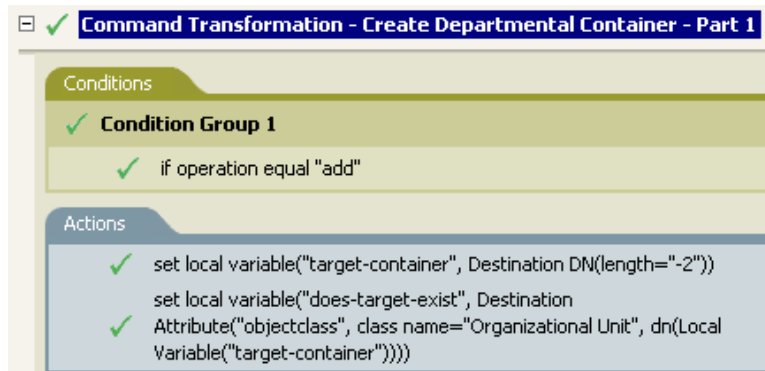 Command Transformation - Create Departmental Container - Part 1
Conditions
Condition Group 1
if operation equal "add"
Actions
set local variable("target-container", Destination DN(length="-2"))
set local variable("does-target-exist", Destination
Attribute("objectclass", class name="Organizational Unit", dn(Local
Variable("target-container"))))